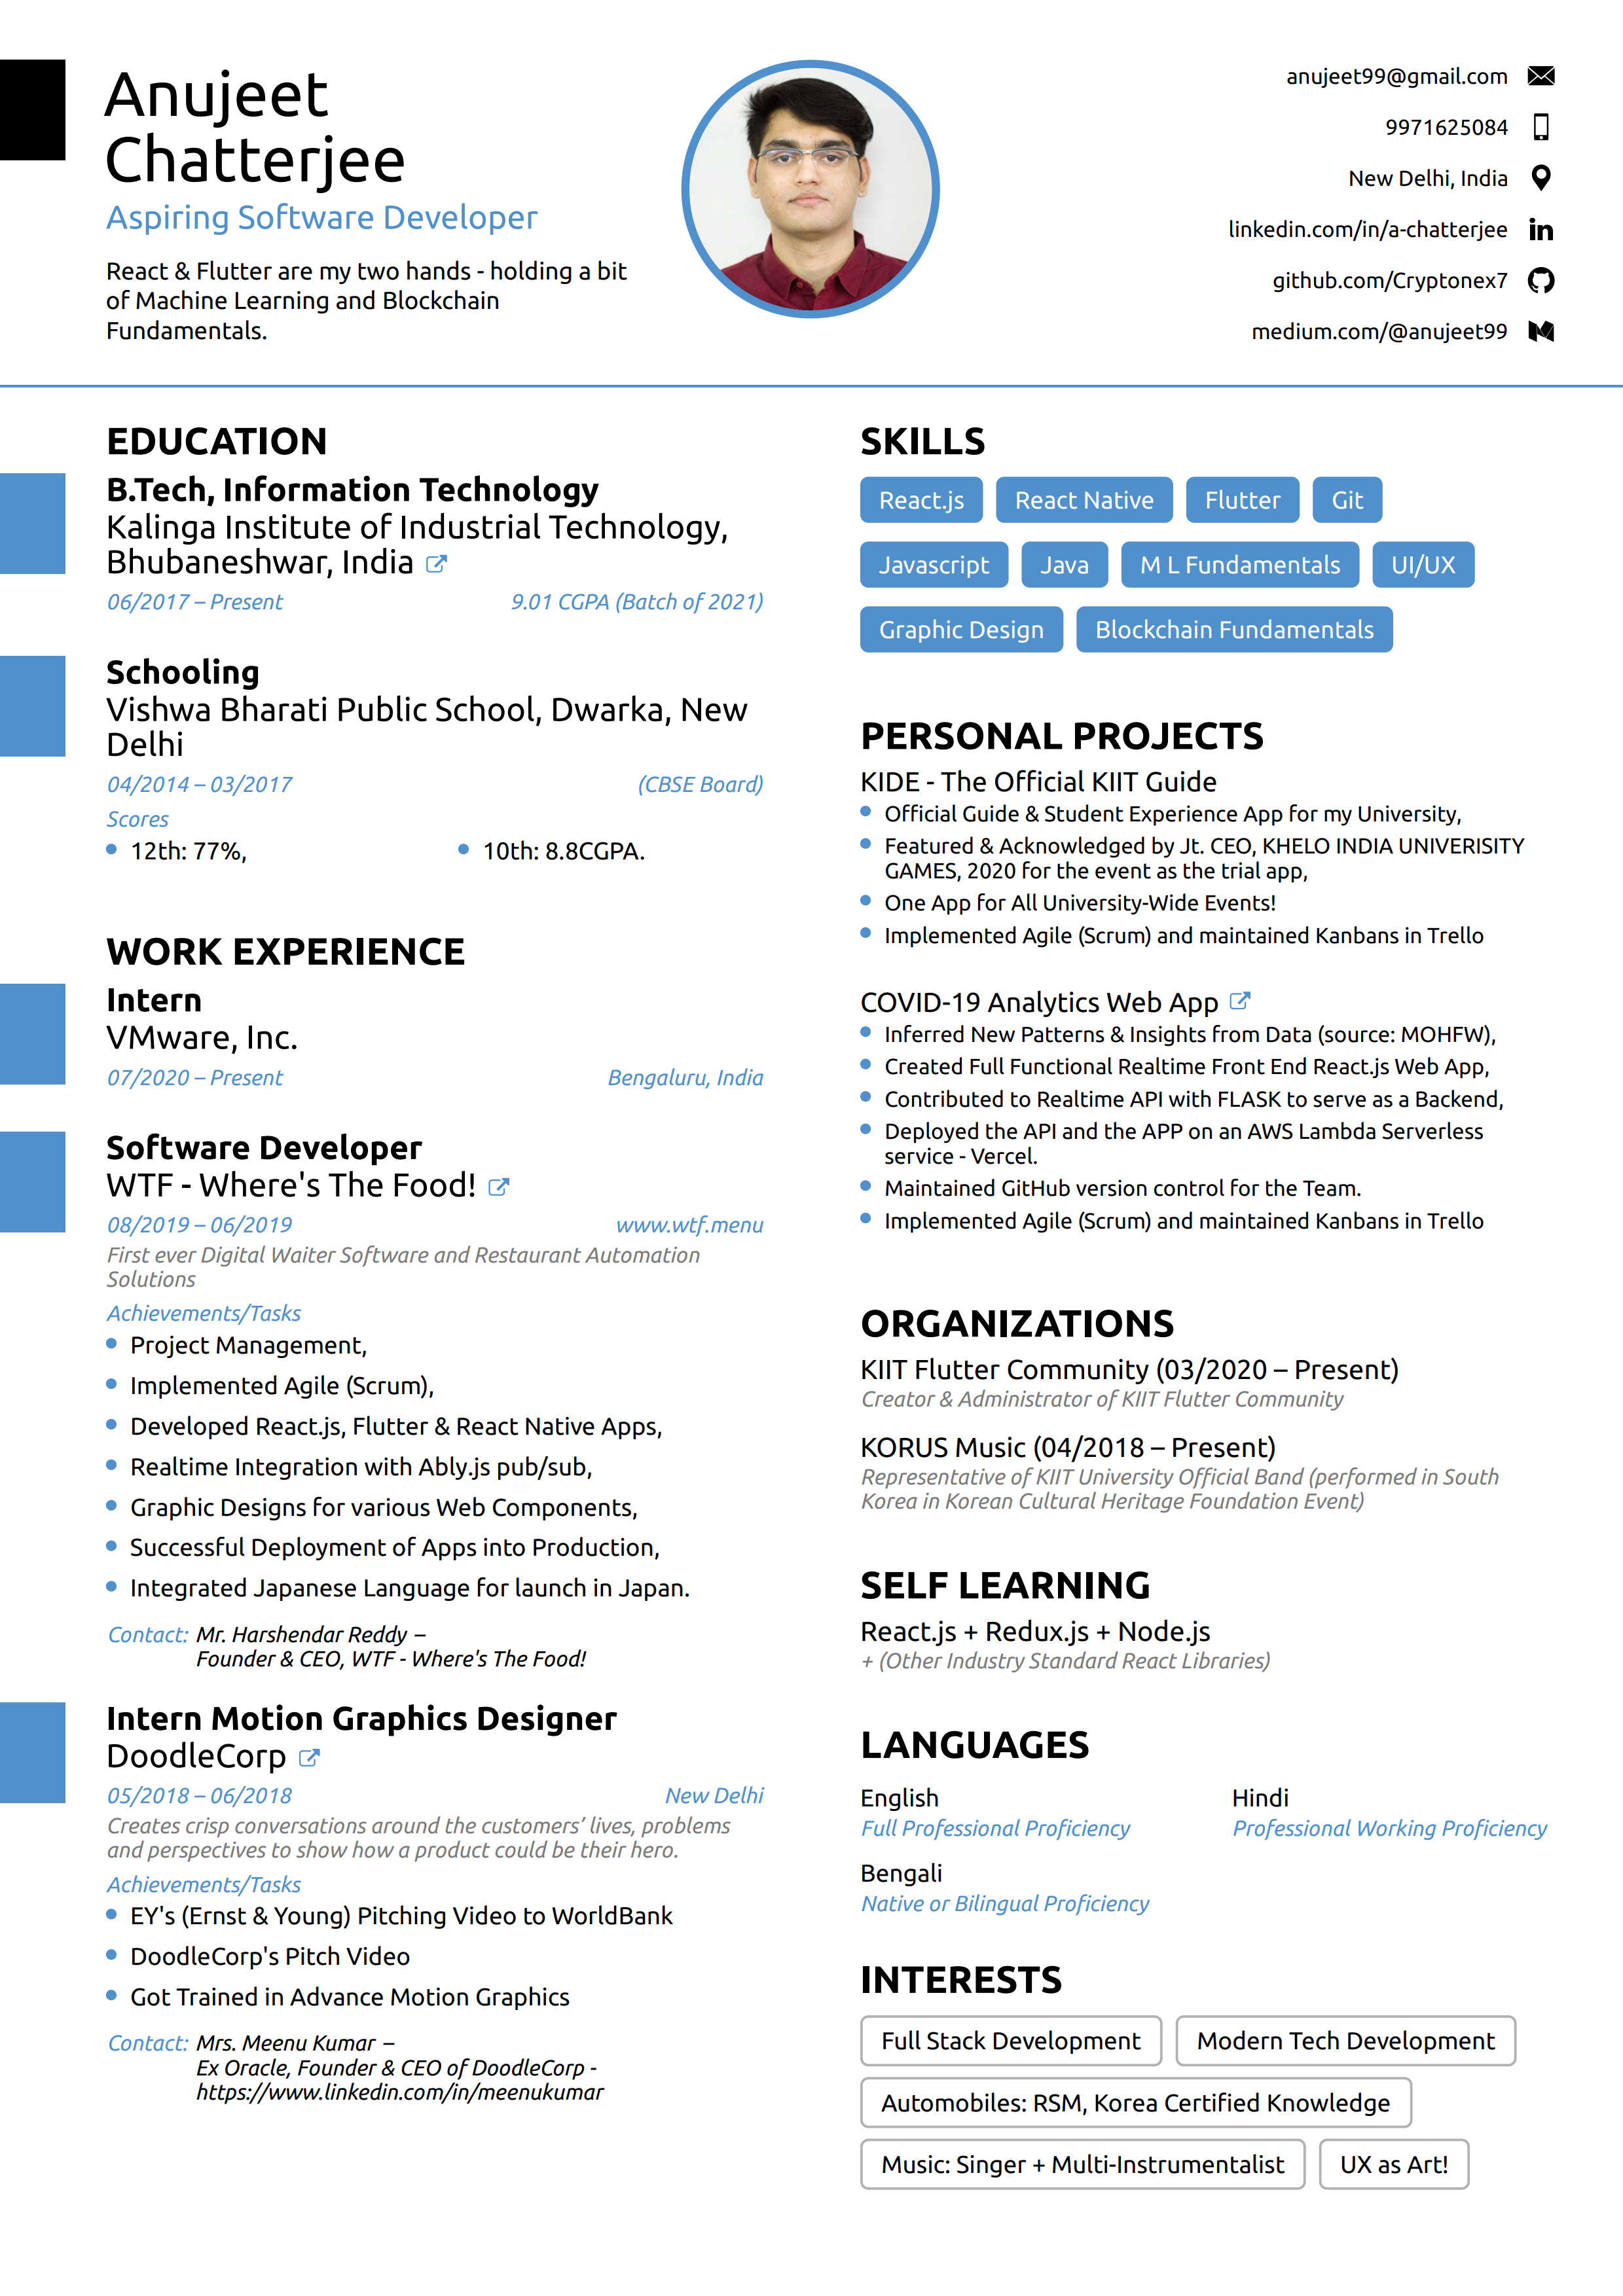 Anujeet
Chatterjee
Aspiring Software Developer
React & Flutter are my two hands - holding a bit
of Machine Learning and Blockchain
Fundamentals.
anujeet99@gmail.com
9971625084
New Delhi, India
linkedin.com/in/a-chatterjee
github.com/Cryptonex7
medium.com/@anujeet99
EDUCATION
B.Tech, Information Technology
Kalinga Institute of Industrial Technology,
Bhubaneshwar, India
06/2017 – Present 9.01 CGPA (Batch of 2021)
Schooling
Vishwa Bharati Public School, Dwarka, New
Delhi
04/2014 – 03/2017 (CBSE Board)
Scores
12th: 77%, 10th: 8.8CGPA.
WORK EXPERIENCE
Intern
VMware, Inc.
07/2020 – Present Bengaluru, India
Software Developer
WTF - Where's The Food!
08/2019 – 06/2019 www.wtf.menu
First ever Digital Waiter Software and Restaurant Automation
Solutions
Achievements/Tasks
Project Management,
Implemented Agile (Scrum),
Developed React.js, Flutter & React Native Apps,
Realtime Integration with Ably.js pub/sub,
Graphic Designs for various Web Components,
Successful Deployment of Apps into Production,
Integrated Japanese Language for launch in Japan.
Contact: Mr. Harshendar Reddy –
Founder & CEO, WTF - Where's The Food!
Intern Motion Graphics Designer
DoodleCorp
05/2018 – 06/2018 New Delhi
Creates crisp conversations around the customers’ lives, problems
and perspectives to show how a product could be their hero.
Achievements/Tasks
EY's (Ernst & Young) Pitching Video to WorldBank
DoodleCorp's Pitch Video
Got Trained in Advance Motion Graphics
Contact: Mrs. Meenu Kumar –
Ex Oracle, Founder & CEO of DoodleCorp -
https://www.linkedin.com/in/meenukumar
SKILLS
React.js React Native Flutter Git
Javascript Java M L Fundamentals UI/UX
Graphic Design Blockchain Fundamentals
PERSONAL PROJECTS
KIDE - The Official KIIT Guide
Official Guide & Student Experience App for my University,
Featured & Acknowledged by Jt. CEO, KHELO INDIA UNIVERISITY
GAMES, 2020 for the event as the trial app,
One App for All University-Wide Events!
Implemented Agile (Scrum) and maintained Kanbans in Trello
COVID-19 Analytics Web App
Inferred New Patterns & Insights from Data (source: MOHFW),
Created Full Functional Realtime Front End React.js Web App,
Contributed to Realtime API with FLASK to serve as a Backend,
Deployed the API and the APP on an AWS Lambda Serverless
service - Vercel.
Maintained GitHub version control for the Team.
Implemented Agile (Scrum) and maintained Kanbans in Trello
ORGANIZATIONS
KIIT Flutter Community (03/2020 – Present)
Creator & Administrator of KIIT Flutter Community
KORUS Music (04/2018 – Present)
Representative of KIIT University Official Band (performed in South
Korea in Korean Cultural Heritage Foundation Event)
SELF LEARNING
React.js + Redux.js + Node.js
+ (Other Industry Standard React Libraries)
LANGUAGES
English Hindi
Full Professional Proficiency Professional Working Proficiency
Bengali
Native or Bilingual Proficiency
INTERESTS
Full Stack Development Modern Tech Development
Automobiles: RSM, Korea Certified Knowledge
Music: Singer + Multi-Instrumentalist UX as Art!